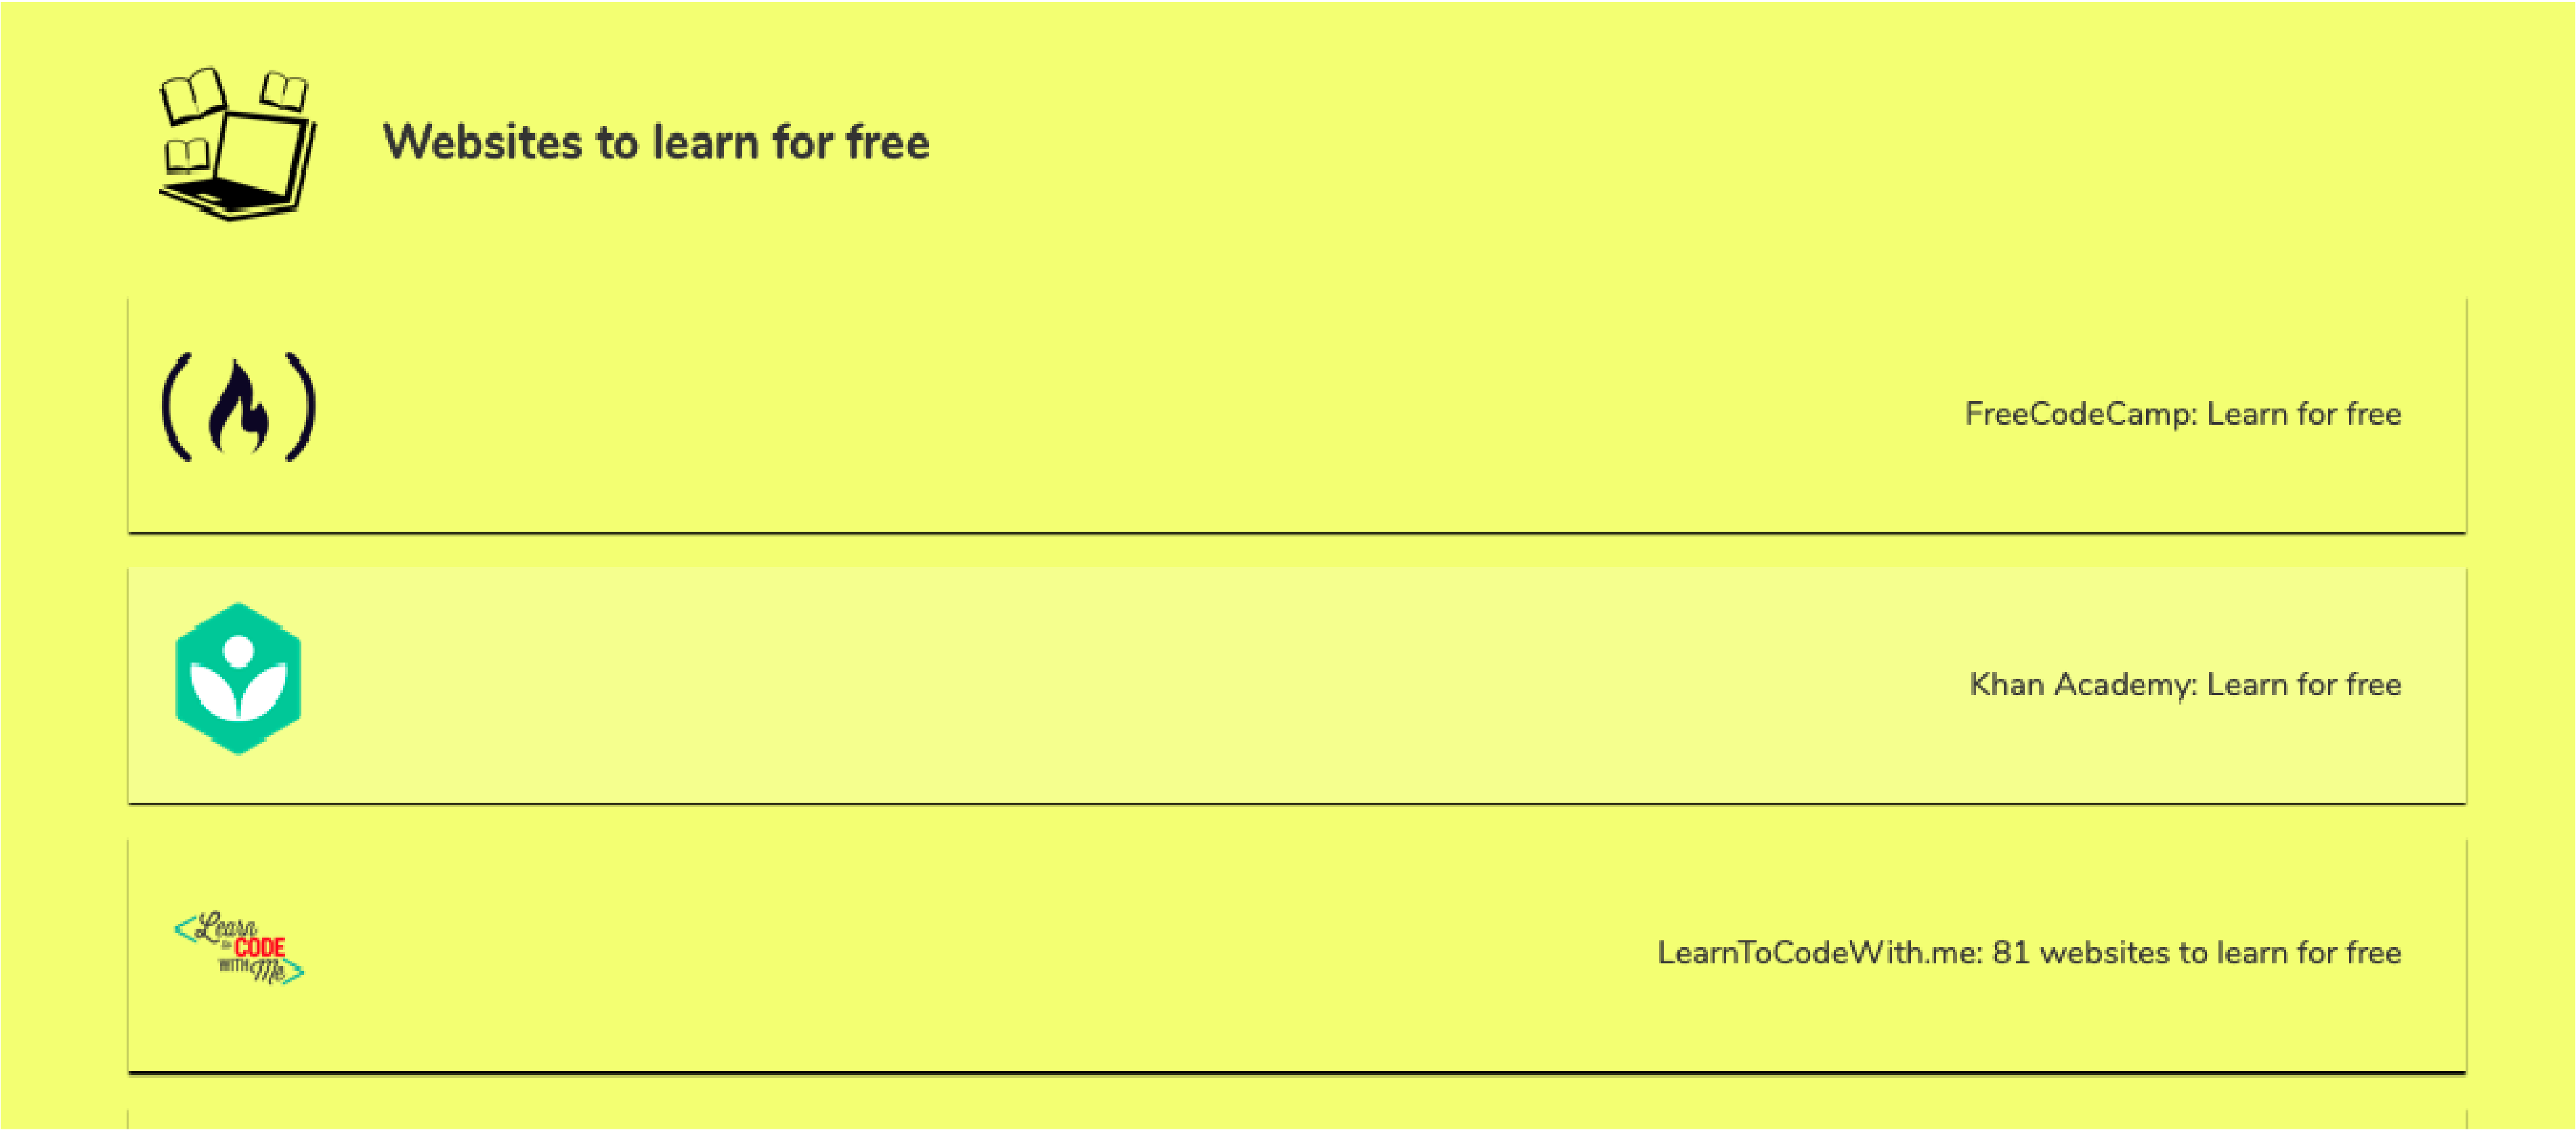 Websites to learn for free
FreeCodeCamp: Learn for free
Khan Academy: Learn for free
<Learn
to CODE
WITH Me>
LearnToCodeWith.me: 81 websites to learn for free